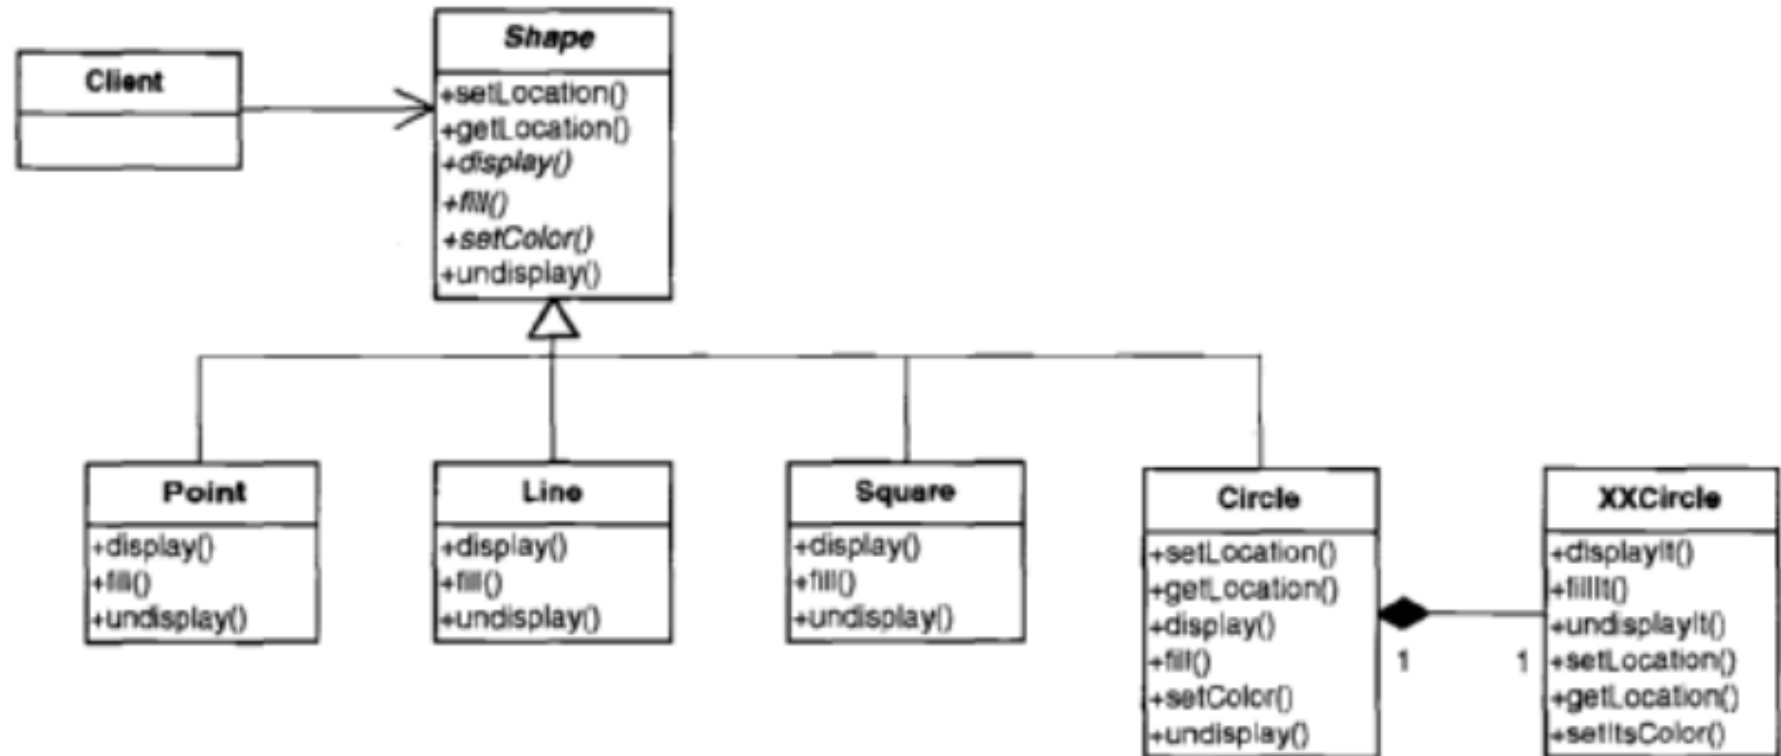 Client
Shape
+setLocation()
+getLocation()
+display()
+fill()
+setColor()
+undisplay()
Point
+display()
+fill()
+undisplay()
Line
+display()
+fill()
+undisplay()
Square
+display()
+fill()
+undisplay()
Circle
+setLocation()
+getLocation()
+display()
+fill()
+setColor()
+undisplay()
1
1
XXCircle
+displayIt()
+fillIt()
+undisplayIt()
+setLocation()
+getLocation()
+setItsColor()